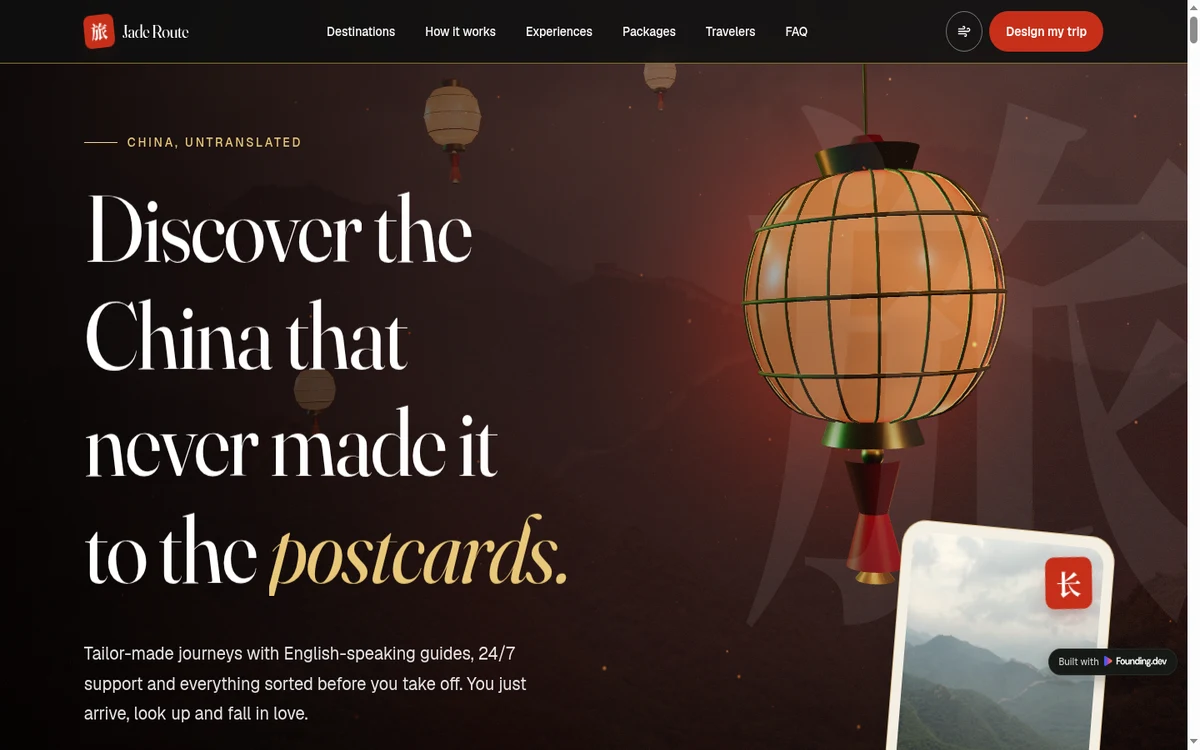 旅 Jade Route
Destinations How it works Experiences Packages Travelers FAQ
Design my trip
CHINA, UNTRANSLATED
Discover the
China that
never made it
to the postcards.
Tailor-made journeys with English-speaking guides, 24/7
support and everything sorted before you take off. You just
arrive, look up and fall in love.
旅
长
Built with Founding.dev